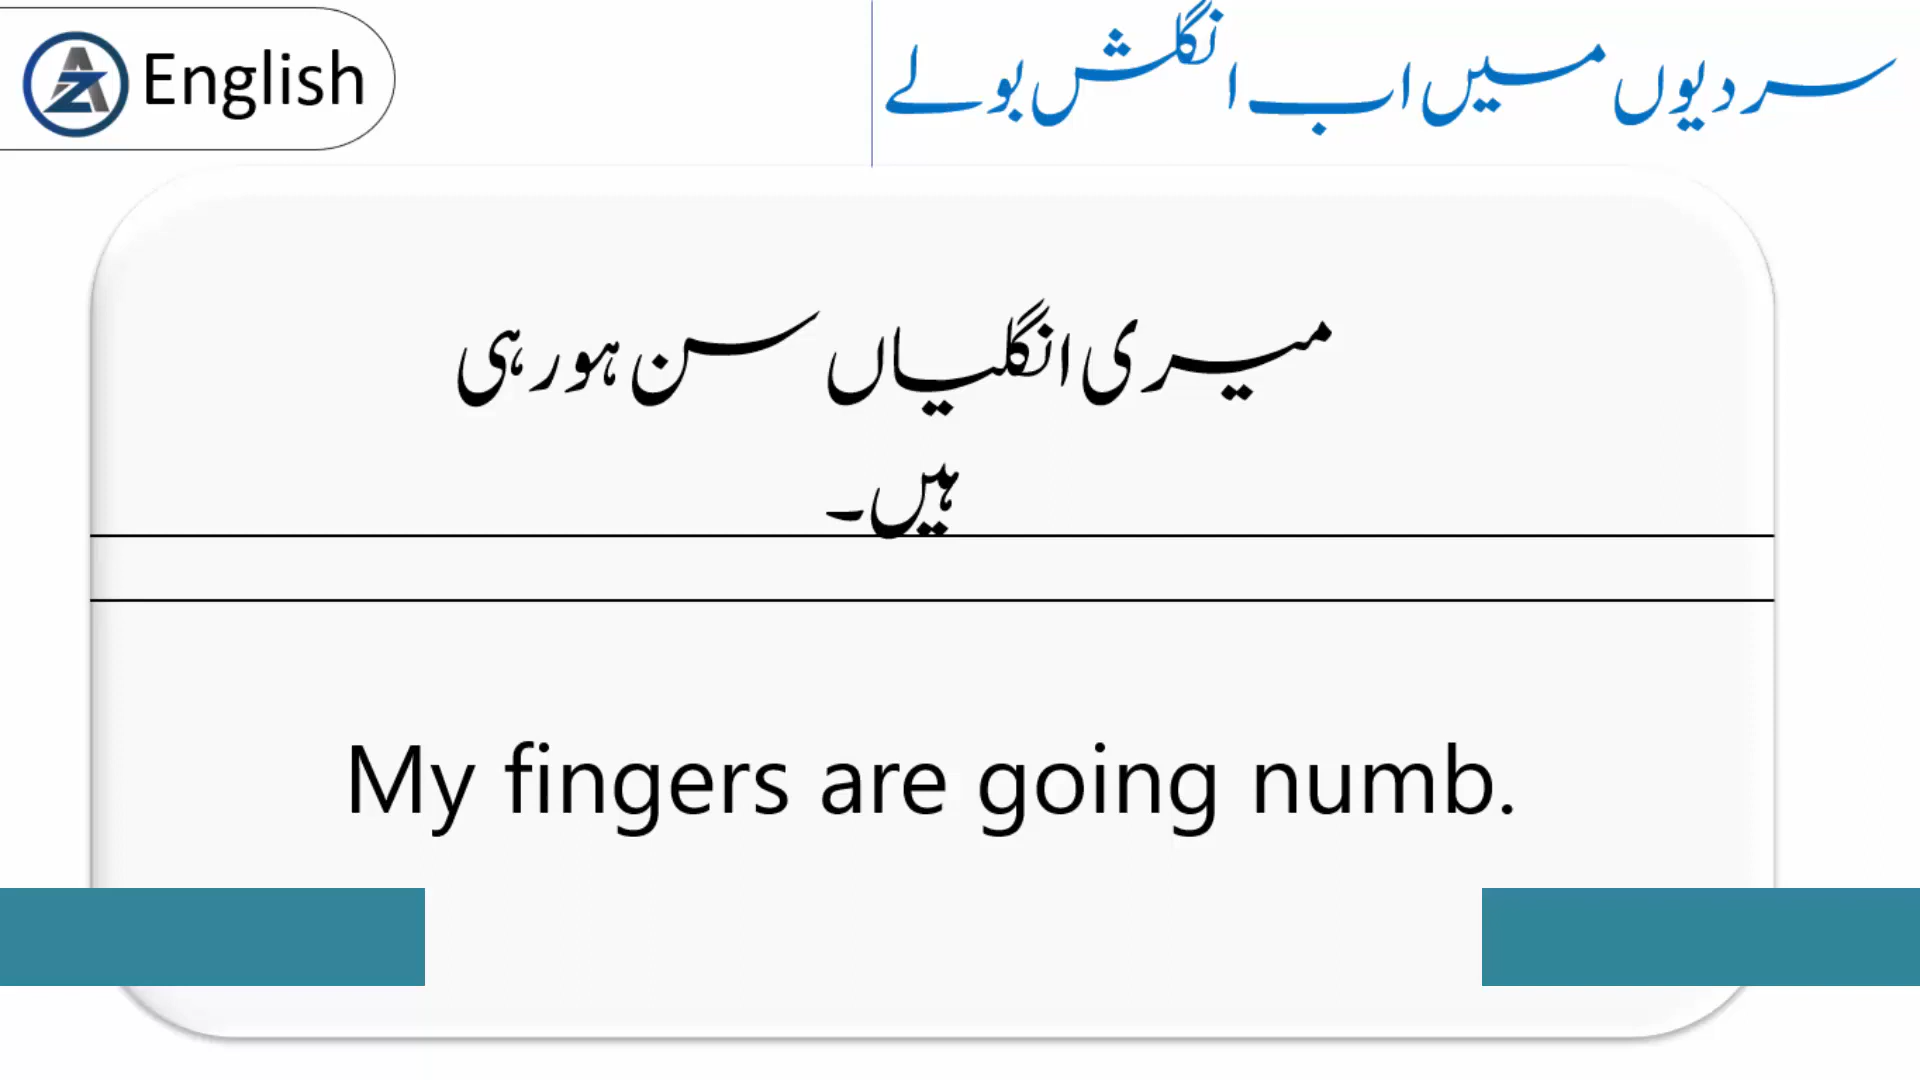 English
سردیوں میں اب انگلش بولے
میری انگلیاں سن ہو رہی
ہیں۔
My fingers are going numb.